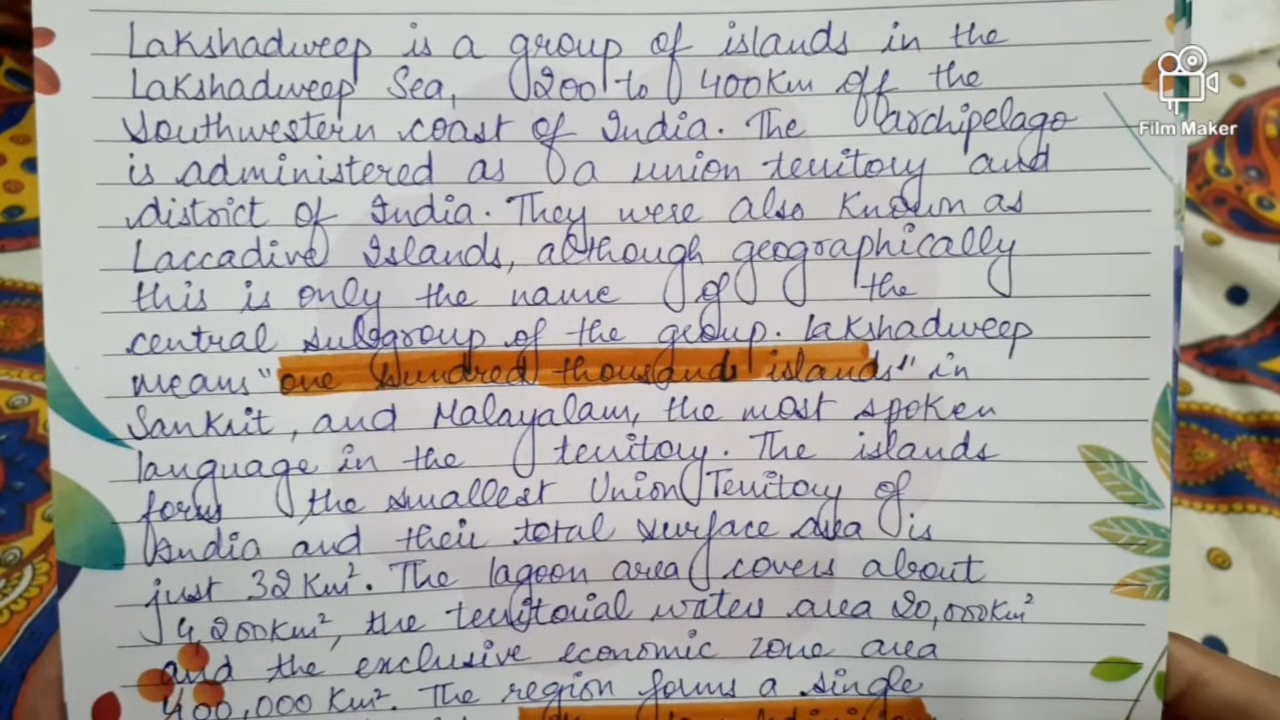 Lakshadweep is a group of islands in the
Lakshadweep Sea, 200 to 400Km off the
Southwestern coast of India. The archipelago
is administered as a union territory and
district of India. They were also known as
Laccadive Islands, although geographically
this is only the name of the
central subgroup of the group. Lakshadweep
means "one hundred thousand islands" in
Sankrit, and Malayalam, the most spoken
language in the territory. The islands
form the smallest Union Territory of
India and their total surface area is
just 32 Km². The lagoon area covers about
4,200Km², the territorial waters area 20,000Km²
and the exclusive economic zone area
400,000 Km². The region forms a single
Film Maker